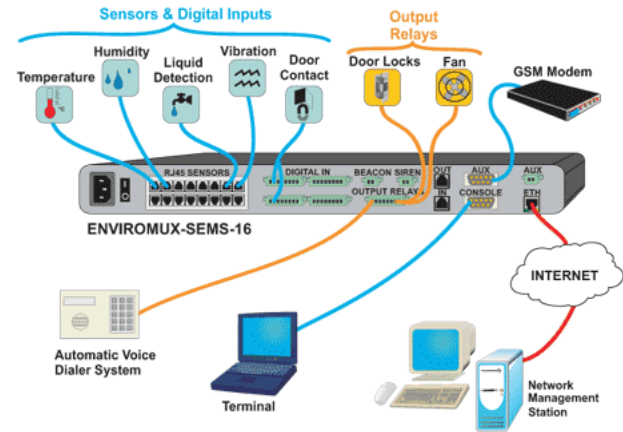 Sensors & Digital Inputs
Output
Relays
Humidity
Vibration
Temperature
Liquid
Detection
Door
Contact
Door Locks
Fan
GSM Modem
RJ45 SENSORS
DIGITAL IN
BEACON
SIREN
OUT
AUX
AUX
OUTPUT RELAYS
IN
CONSOLE
ETH
ENVIROMUX-SEMS-16
INTERNET
Automatic Voice
Dialer System
Terminal
Network
Management
Station